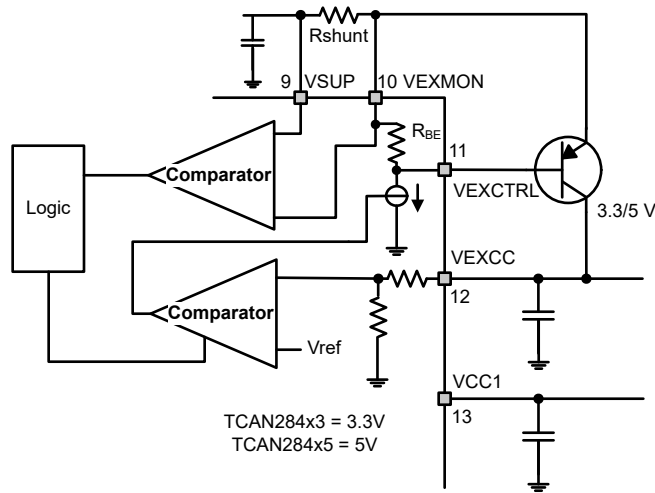 Rshunt
9 VSUP
10 VEXMON
RBE
11
Comparator
VEXCTRL
Logic
3.3/5 V
VEXCC
12
Comparator
Vref
VCC1
13
TCAN284x3 = 3.3V
TCAN284x5 = 5V